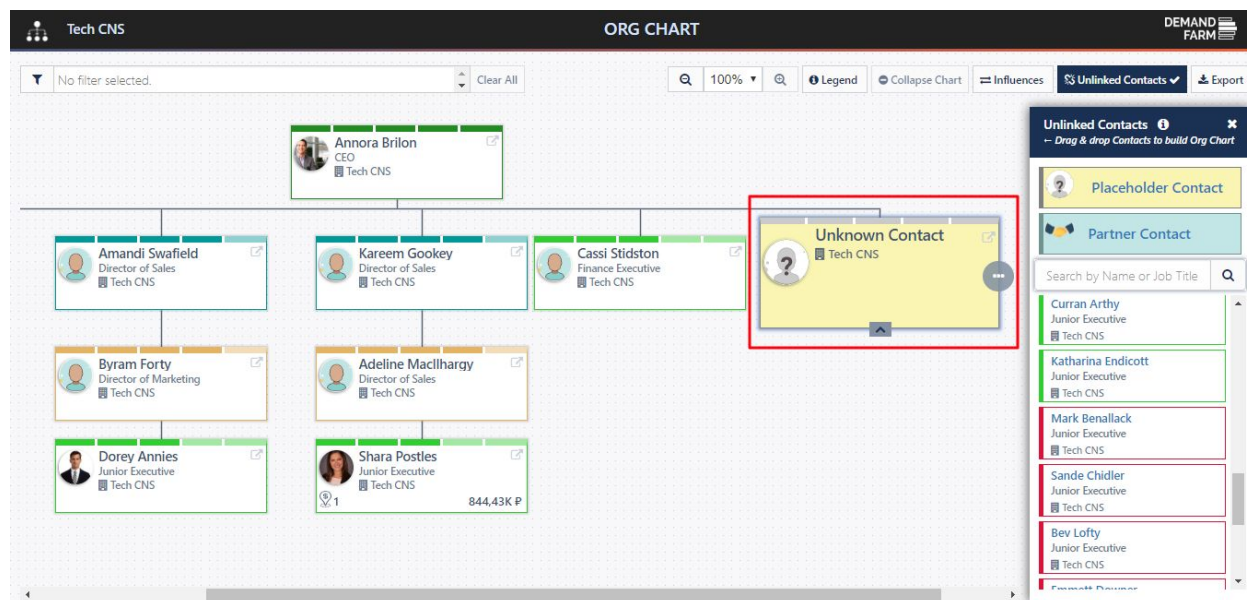 Tech CNS
ORG CHART
DEMAND
FARM
No filter selected.
Clear All
100%
Legend
Collapse Chart
Influences
Unlinked Contacts
Export
Annora Brilon
CEO
Tech CNS
Amandi Swafield
Director of Sales
Tech CNS
Kareem Gookey
Director of Sales
Tech CNS
Cassi Stidston
Finance Executive
Tech CNS
Unknown Contact
Tech CNS
Byram Forty
Director of Marketing
Tech CNS
Adeline MacIlhargy
Director of Sales
Tech CNS
Dorey Annies
Junior Executive
Tech CNS
Shara Postles
Junior Executive
Tech CNS
1
844,43K ₽
Unlinked Contacts
← Drag & drop Contacts to build Org Chart
Placeholder Contact
Partner Contact
Search by Name or Job Title
Curran Arthy
Junior Executive
Tech CNS
Katharina Endicott
Junior Executive
Tech CNS
Mark Benallack
Junior Executive
Tech CNS
Sande Chidler
Junior Executive
Tech CNS
Bev Lofty
Junior Executive
Tech CNS